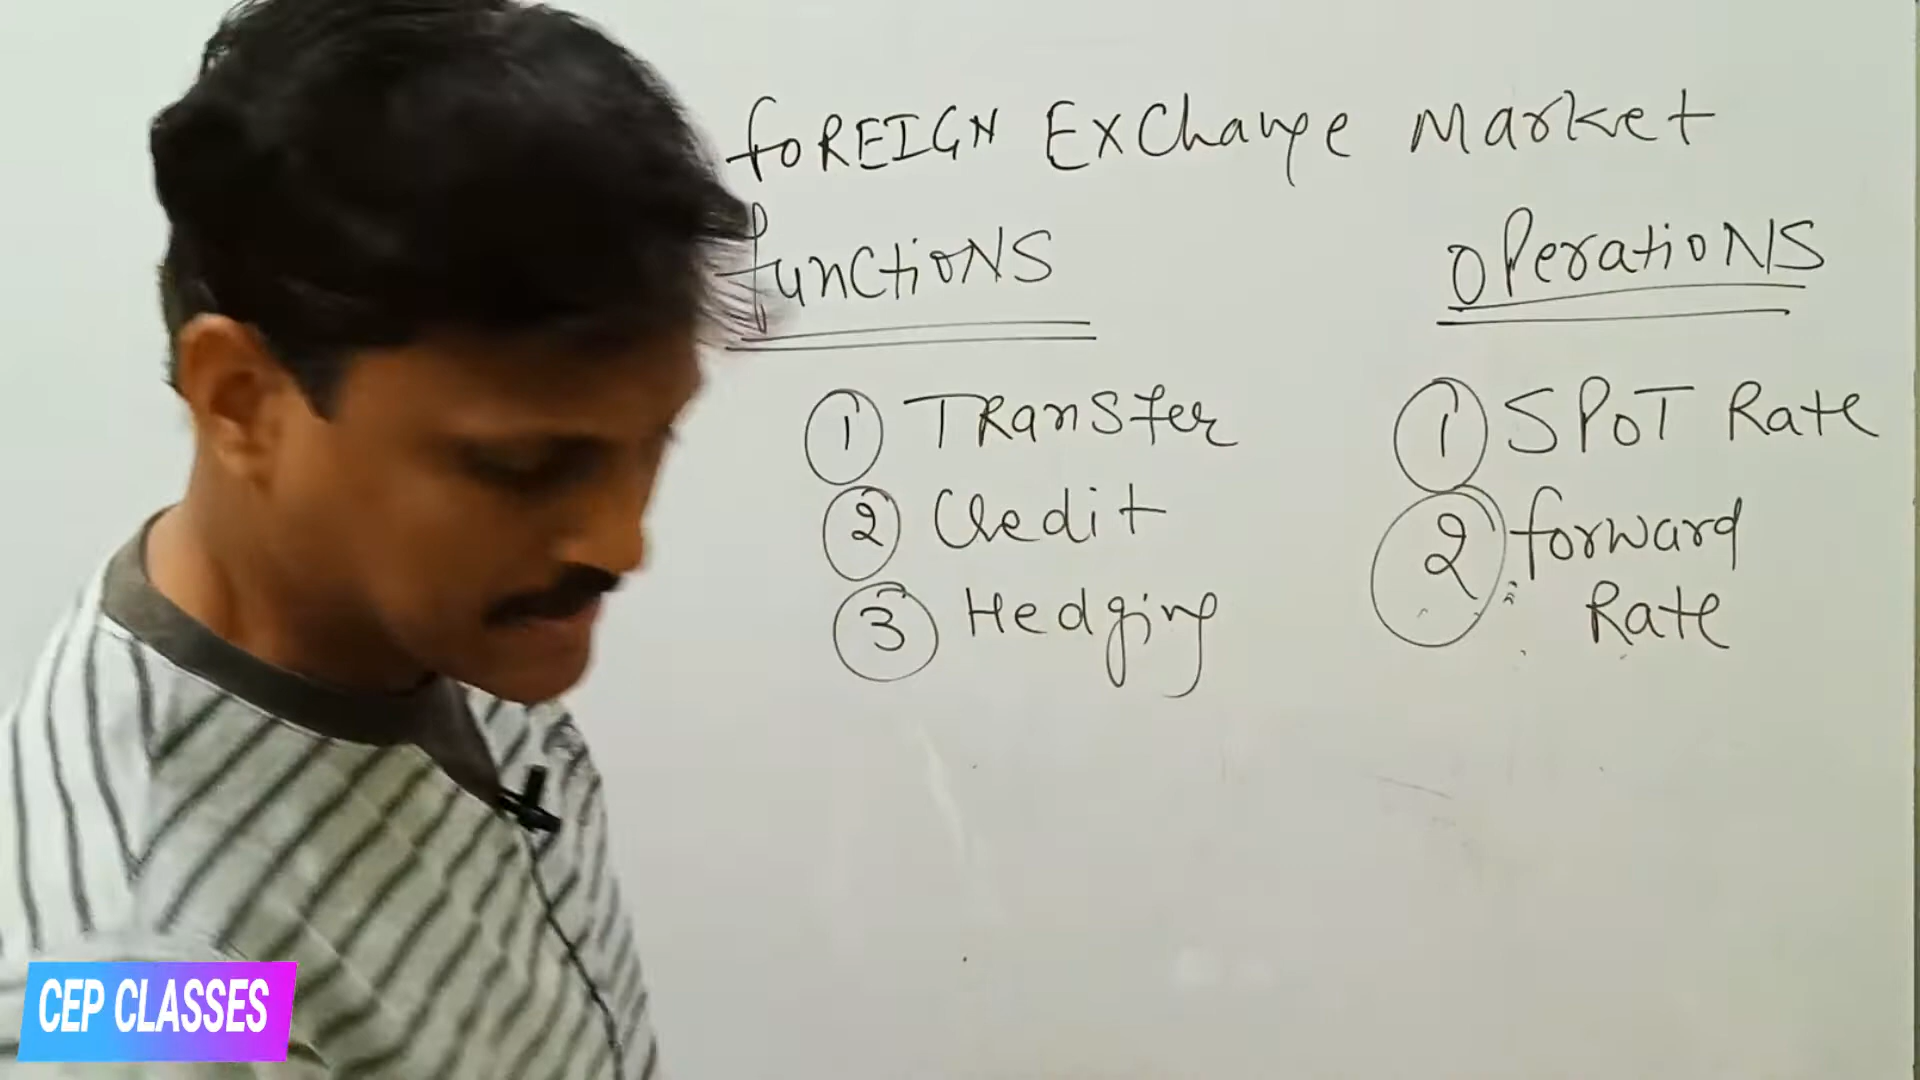 FOREIGN Exchange Market
Functions
① Transfer
② Credit
③ Hedging
Operations
① SPOT Rate
② forward
Rate
CEP CLASSES